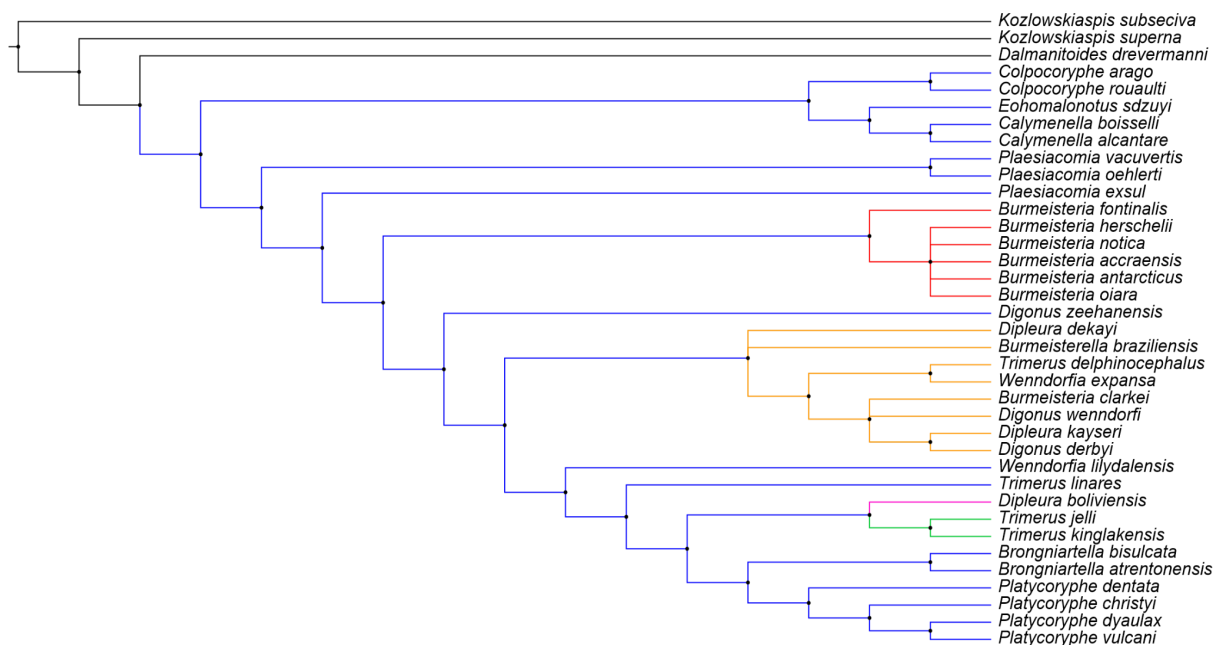 Kozlowskiaspis subseciva
Kozlowskiaspis superna
Dalmanitoides drevermanni
Colpocoryphe arago
Colpocoryphe rouaulti
Eohomalonotus sdzuyi
Calymenella boisselli
Calymenella alcantare
Plaesiacomia vacuvertis
Plaesiacomia oehlerti
Plaesiacomia exsul
Burmeisteria fontinalis
Burmeisteria herschelii
Burmeisteria notica
Burmeisteria accraensis
Burmeisteria antarcticus
Burmeisteria oiara
Digonus zeehanensis
Dipleura dekayi
Burmeisterella braziliensis
Trimerus delphinocephalus
Wenndorfia expansa
Burmeisteria clarkei
Digonus wenndorfi
Dipleura kayseri
Digonus derbyi
Wenndorfia lilydalensis
Trimerus linares
Dipleura boliviensis
Trimerus jelli
Trimerus kinglakensis
Brongniartella bisulcata
Brongniartella atrentonensis
Platycoryphe dentata
Platycoryphe christyi
Platycoryphe dyaulax
Platycoryphe vulcani